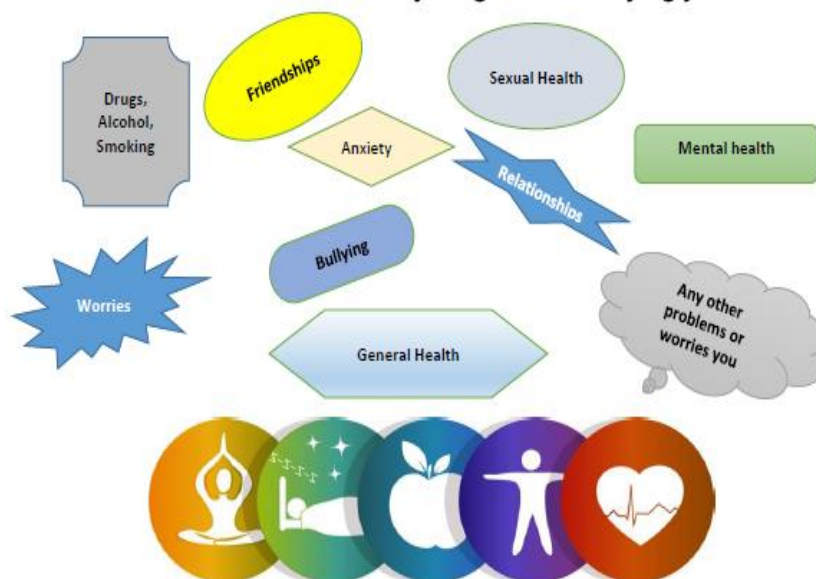 Friendships
Sexual Health
Drugs,
Alcohol,
Smoking
Anxiety
Mental health
Relationships
Bullying
Worries
Any other
problems or
worries you
General Health